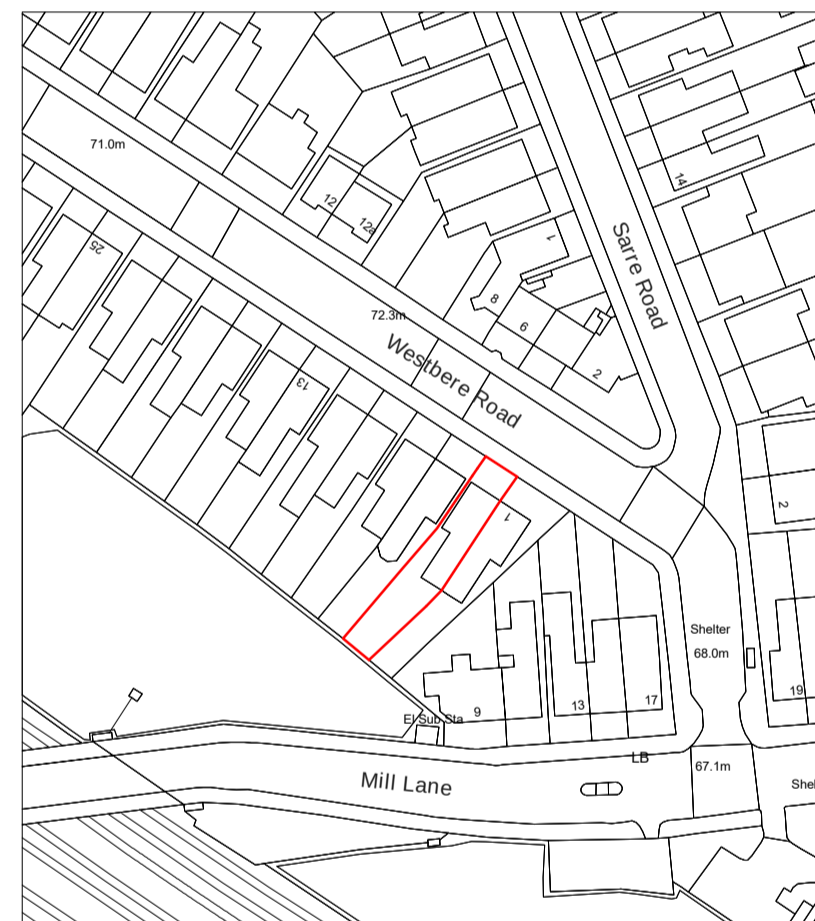 71.0m
12
12a
14
1
Sarre Road
25
8
6
72.3m
Westbere Road
2
13
2
1
Shelter
68.0m
9
13
17
19
El Sub Sta
LB
67.1m
Mill Lane
Shel